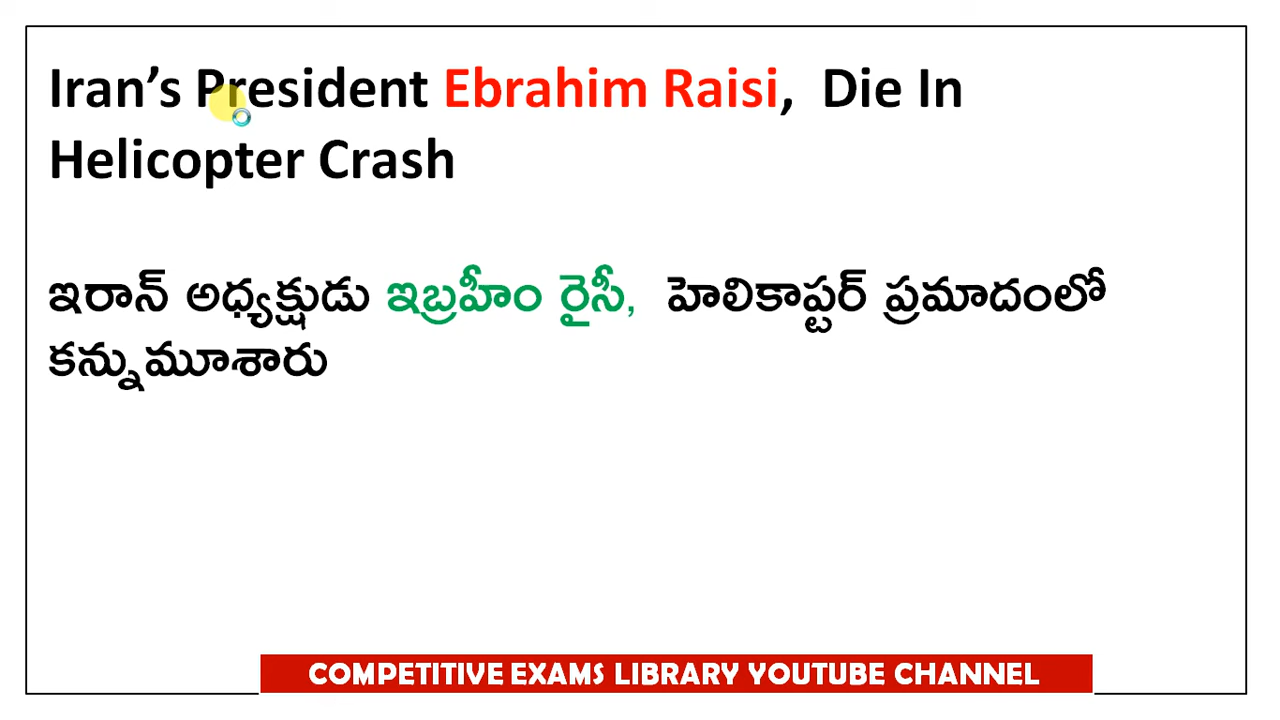 Iran’s President Ebrahim Raisi,  Die In
Helicopter Crash
ఇరాన్ అధ్యక్షుడు ఇబ్రహీం రైసీ,  హెలికాప్టర్ ప్రమాదంలో
కన్నుమూశారు
COMPETITIVE EXAMS LIBRARY YOUTUBE CHANNEL